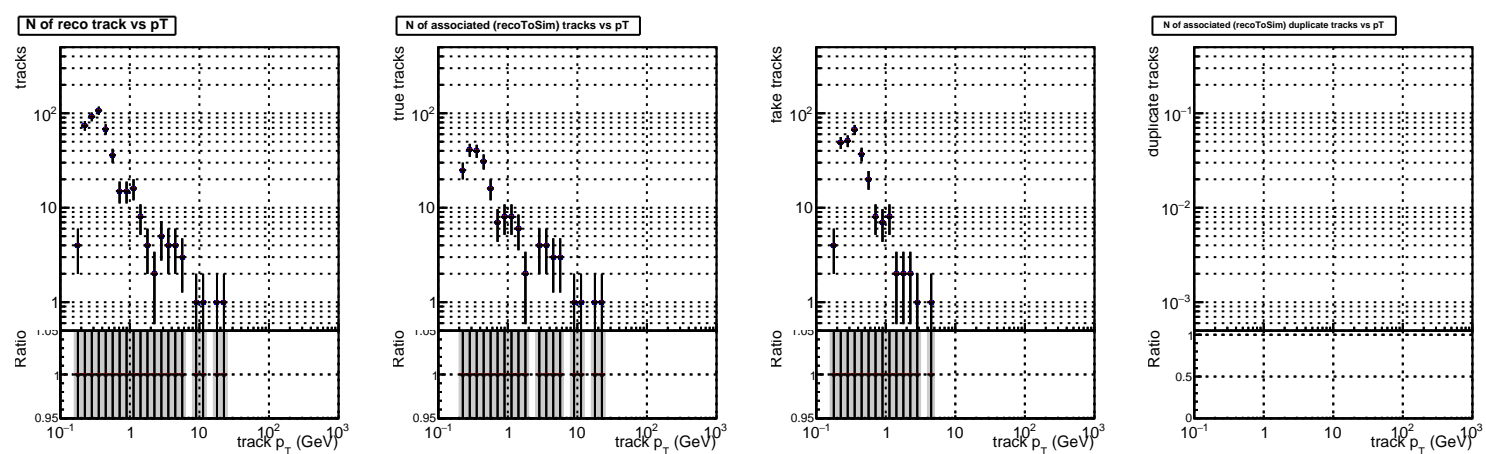 N of reco track vs pT
tracks
10²
10
1
Ratio
1.05
1
0.95
10⁻¹ 1 10 10² 10³
track p_T (GeV)
N of associated (recoToSim) tracks vs pT
true tracks
10²
10
1
Ratio
1.05
1
0.95
10⁻¹ 1 10 10² 10³
track p_T (GeV)
fake tracks
10²
10
1
Ratio
1.05
1
0.95
10⁻¹ 1 10 10² 10³
track p_T (GeV)
N of associated (recoToSim) duplicate tracks vs pT
duplicate tracks
10⁻¹
10⁻²
10⁻³
Ratio
1
0.5
0
10⁻¹ 1 10 10² 10³
track p_T (GeV)